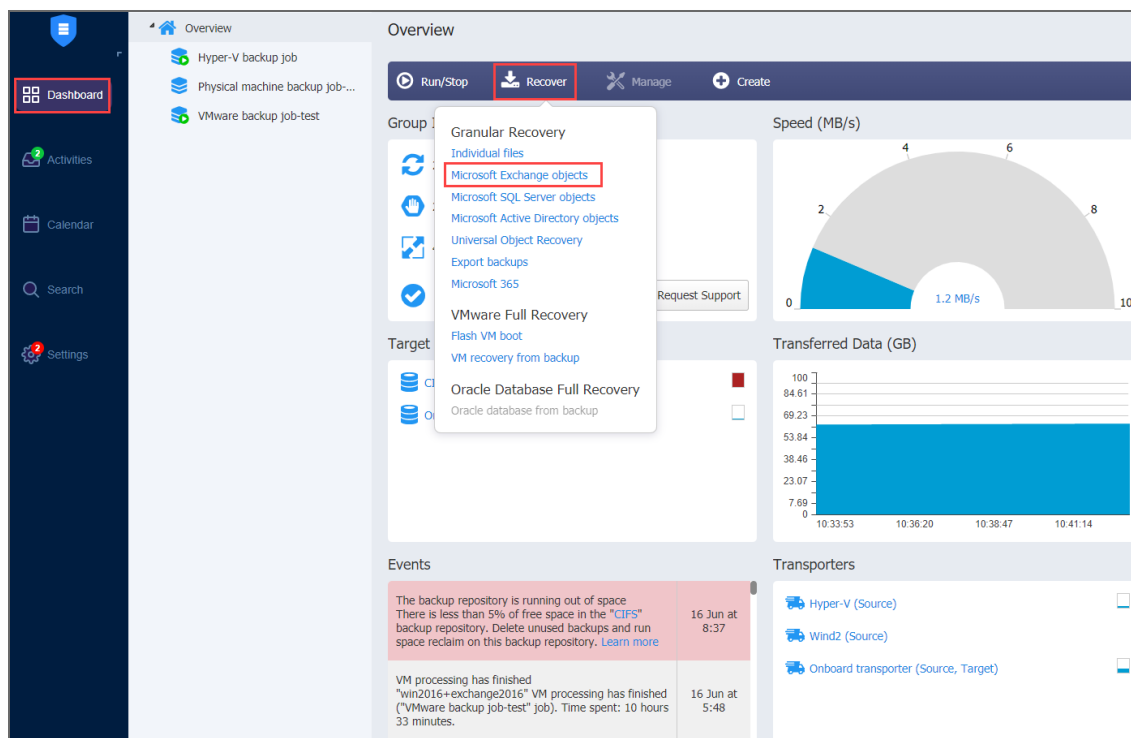 Dashboard
2
Activities
Calendar
Search
2
Settings
Overview
Hyper-V backup job
Physical machine backup job-...
VMware backup job-test
Overview
Run/Stop
Recover
Manage
Create
Group I
Granular Recovery
Individual files
Microsoft Exchange objects
Microsoft SQL Server objects
Microsoft Active Directory objects
Universal Object Recovery
Export backups
Microsoft 365
VMware Full Recovery
Flash VM boot
VM recovery from backup
Oracle Database Full Recovery
Oracle database from backup
Request Support
Speed (MB/s)
0
2
4
6
8
10
1.2 MB/s
Target
Transferred Data (GB)
100
84.61
69.23
53.84
38.46
23.07
7.69
0
10:33:53 10:36:20 10:38:47 10:41:14
Events
The backup repository is running out of space
There is less than 5% of free space in the "CIFS"
backup repository. Delete unused backups and run
space reclaim on this backup repository. Learn more
16 Jun at
8:37
VM processing has finished
"win2016+exchange2016" VM processing has finished
("VMware backup job-test" job). Time spent: 10 hours
33 minutes.
16 Jun at
5:48
Transporters
Hyper-V (Source)
Wind2 (Source)
Onboard transporter (Source, Target)